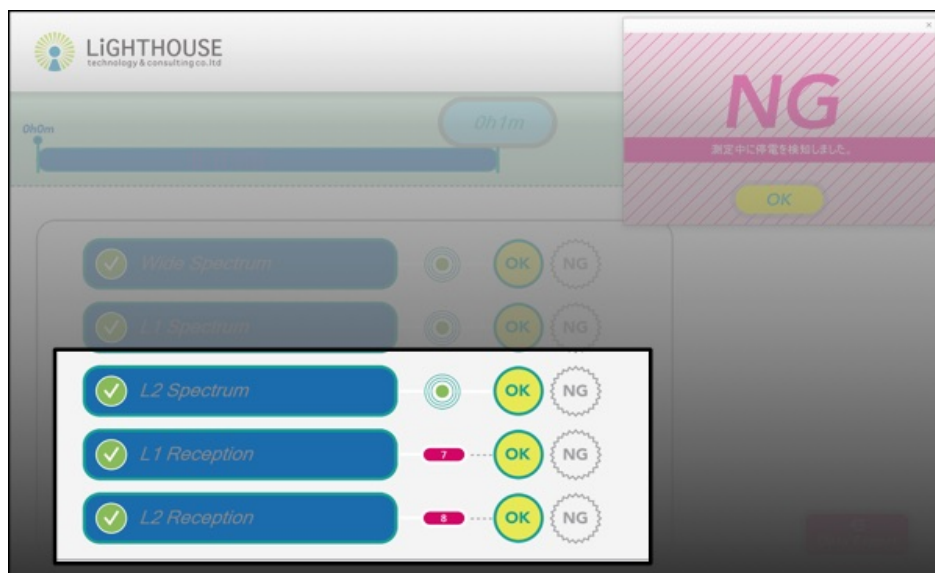 LiGHTHOUSE
technology & consulting co.ltd
NG
測定中に停電を検知しました。
OK
0h0m
0h1m
Wide Spectrum
OK
NG
L1 Spectrum
OK
NG
L2 Spectrum
OK
NG
L1 Reception
7
OK
NG
L2 Reception
8
OK
NG